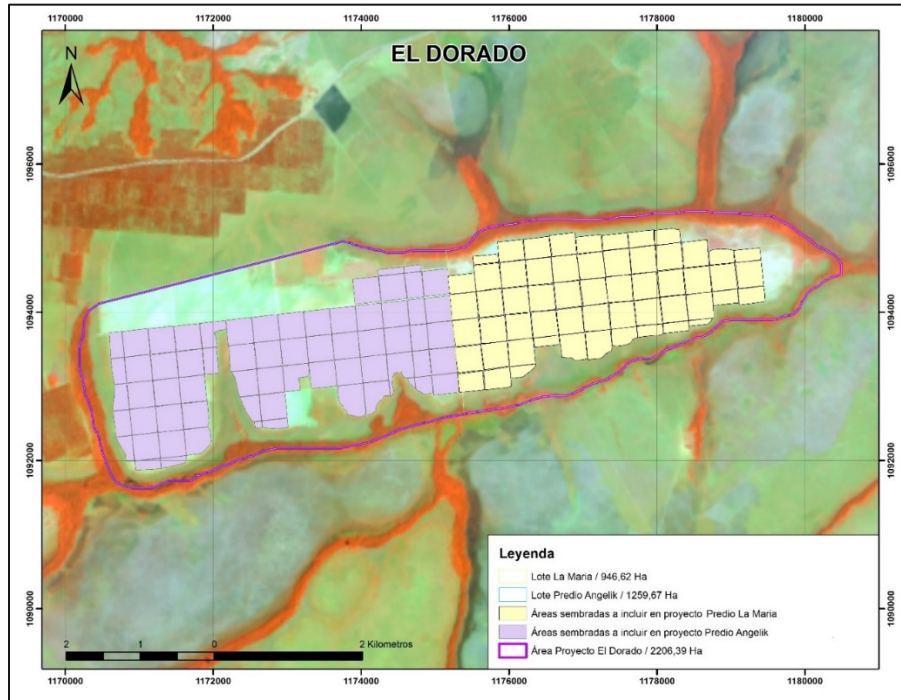 1170000 1172000 1174000 1176000 1178000 1180000
EL DORADO
N
1096000 1096000
1094000 1094000
1092000 1092000
1090000 1090000
Leyenda
Lote La Maria / 946,62 Ha
Lote Predio Angelik / 1259,67 Ha
Áreas sembradas a incluir en proyecto Predio La Maria
Áreas sembradas a incluir en proyecto Predio Angelik
Área Proyecto El Dorado / 2206,39 Ha
2 1 0 2 Kilometros
1170000 1172000 1174000 1176000 1178000 1180000